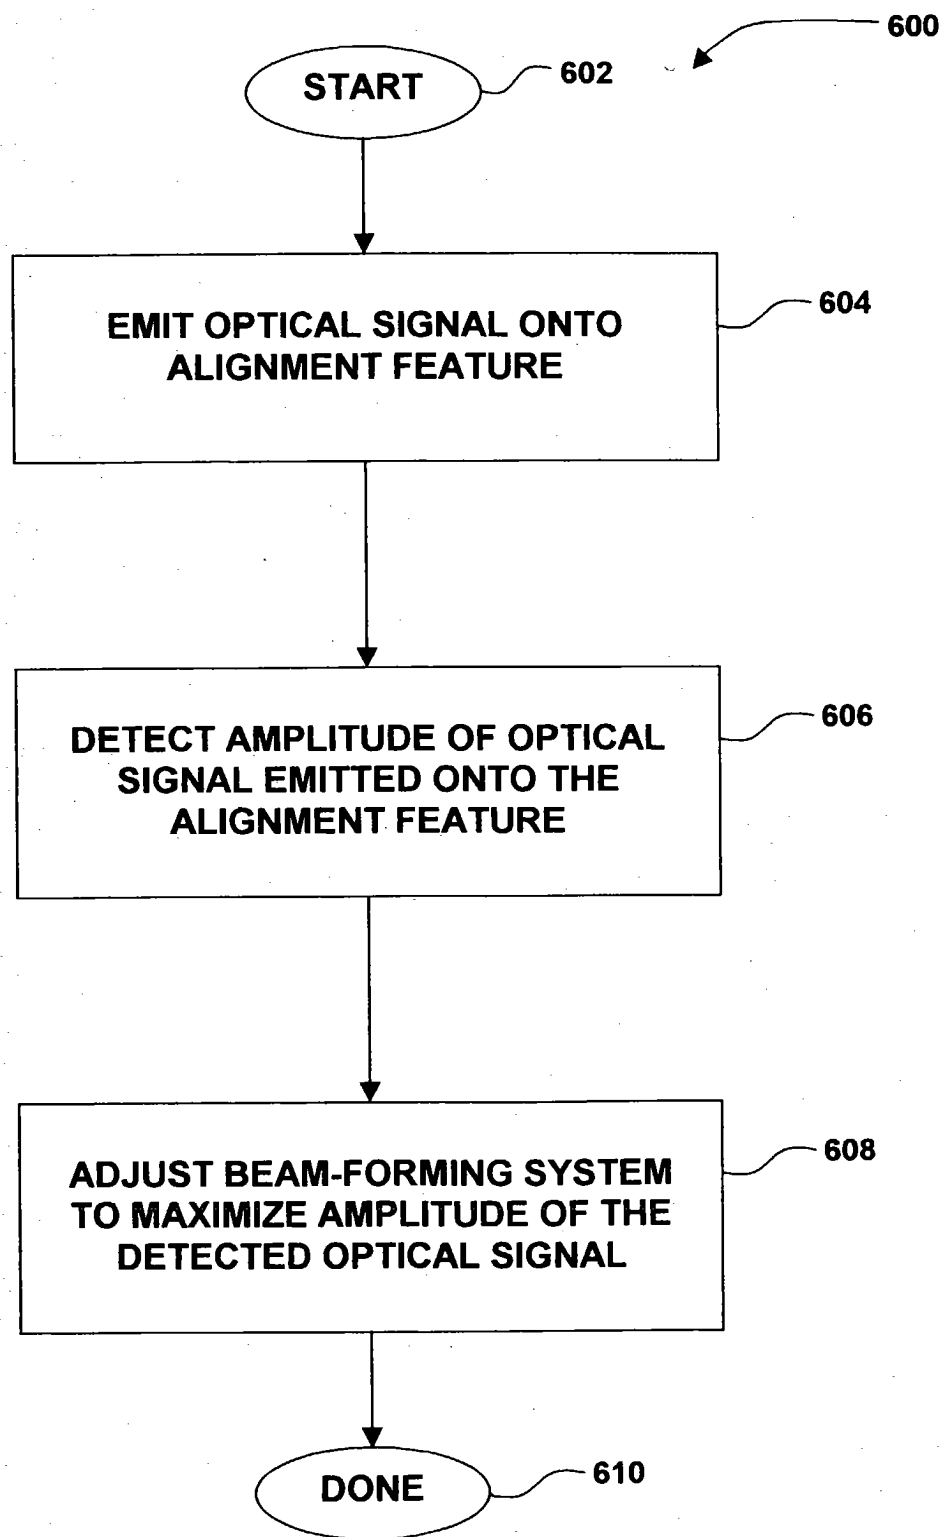 600
START
602
EMIT OPTICAL SIGNAL ONTO
ALIGNMENT FEATURE
604
DETECT AMPLITUDE OF OPTICAL
SIGNAL EMITTED ONTO THE
ALIGNMENT FEATURE
606
ADJUST BEAM-FORMING SYSTEM
TO MAXIMIZE AMPLITUDE OF THE
DETECTED OPTICAL SIGNAL
608
DONE
610